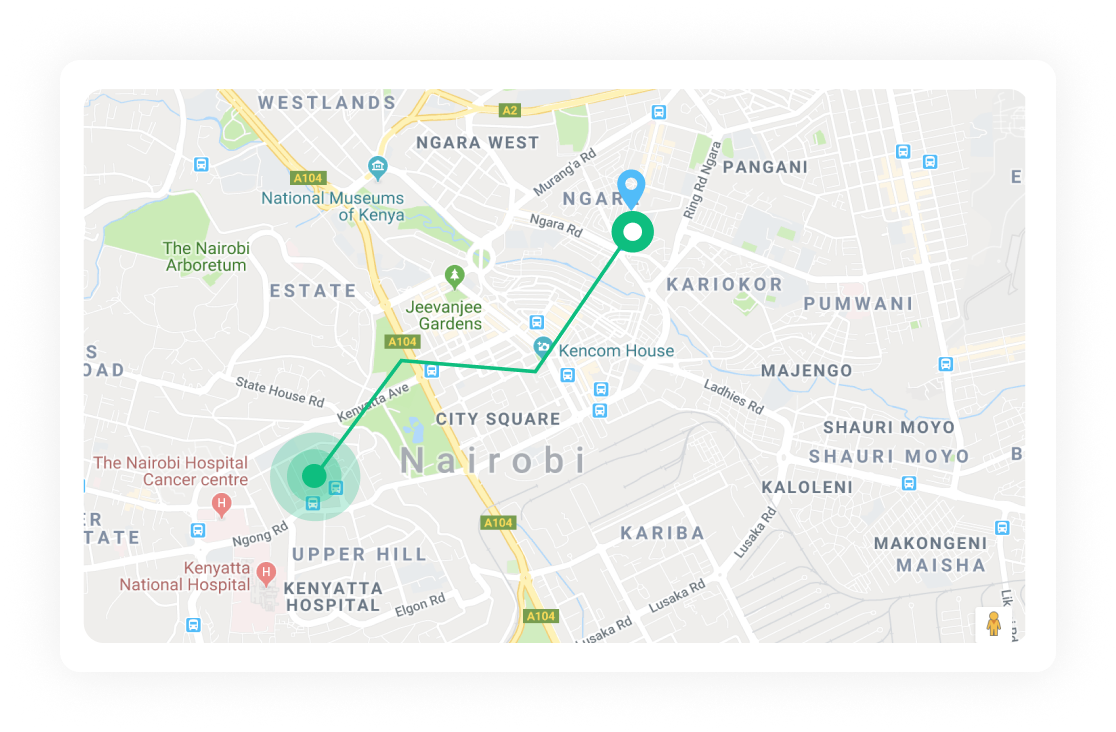 WESTLANDS
A2
NGARA WEST
Murang'a Rd
Ring Rd Ngara
PANGANI
A104
National Museums
of Kenya
NGAR
E
Ngara Rd
The Nairobi
Arboretum
ESTATE
Jeevanjee
Gardens
KARIOKOR
PUMWANI
A104
Kencom House
S
OAD
State House Rd
Kenyatta Ave
MAJENGO
Ladhies Rd
CITY SQUARE
SHAURI MOYO
SHAURI MOYO
B
Nairobi
The Nairobi Hospital
Cancer centre
H
KALOLENI
ER
TATE
Ngong Rd
A104
KARIBA
Lusaka Rd
MAKONGENI
MAISHA
UPPER HILL
Kenyatta
National Hospital
H
KENYATTA
HOSPITAL
Elgon Rd
Lusaka Rd
A104
Lusaka Rd
Lik
Rd